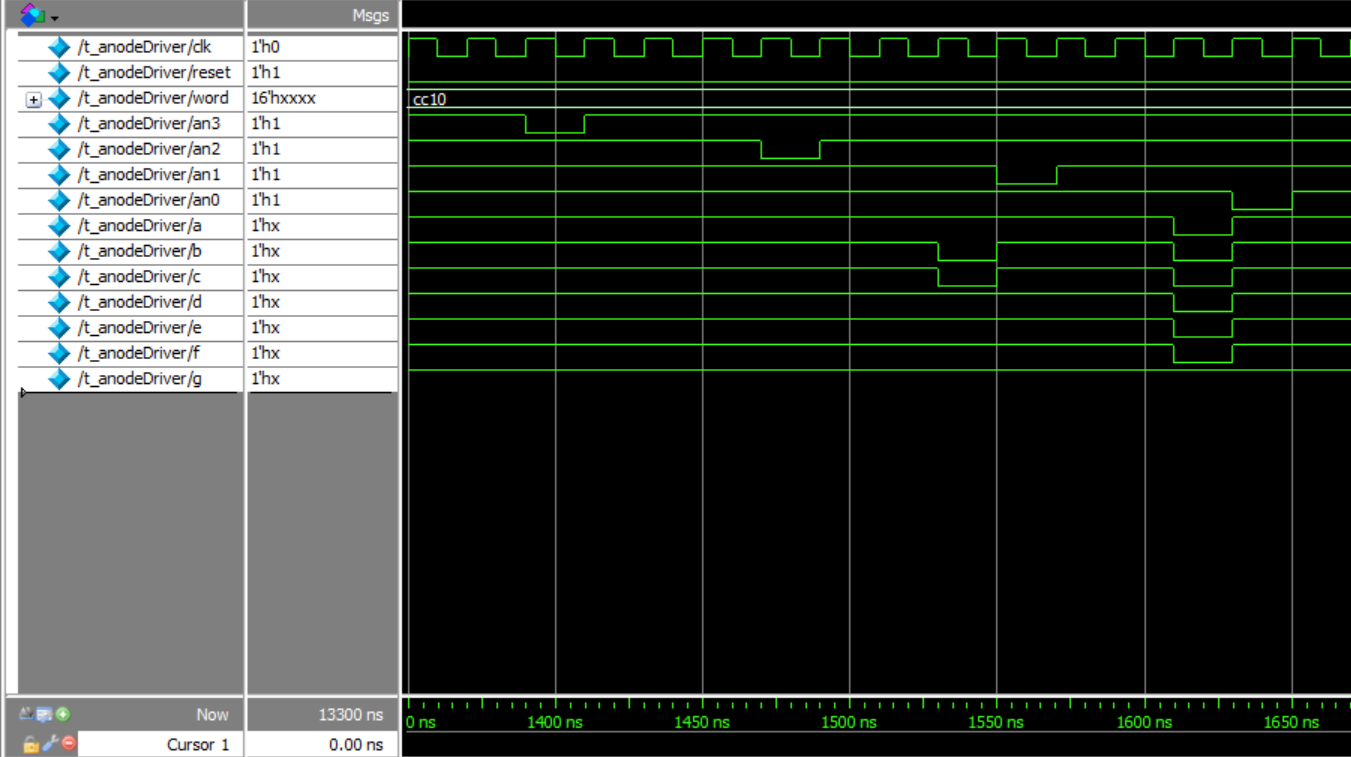 Msgs
/t_anodeDriver/clk 1'h0
/t_anodeDriver/reset 1'h1
/t_anodeDriver/word 16'hxxxx cc10
/t_anodeDriver/an3 1'h1
/t_anodeDriver/an2 1'h1
/t_anodeDriver/an1 1'h1
/t_anodeDriver/an0 1'h1
/t_anodeDriver/a 1'hx
/t_anodeDriver/b 1'hx
/t_anodeDriver/c 1'hx
/t_anodeDriver/d 1'hx
/t_anodeDriver/e 1'hx
/t_anodeDriver/f 1'hx
/t_anodeDriver/g 1'hx
Now 13300 ns 0 ns 1400 ns 1450 ns 1500 ns 1550 ns 1600 ns 1650 ns
Cursor 1 0.00 ns